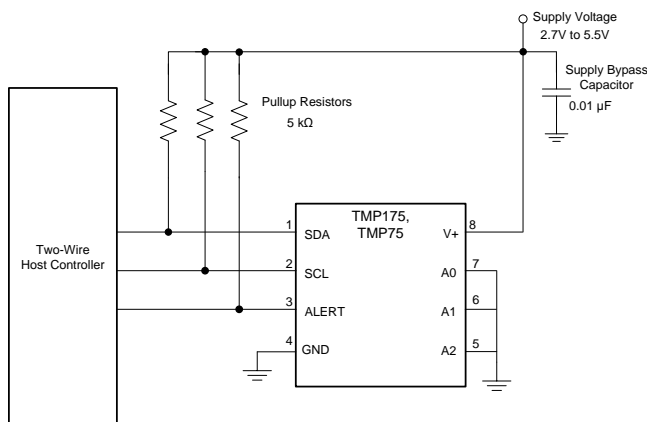 Supply Voltage
2.7V to 5.5V
Supply Bypass
Capacitor
0.01 µF
Pullup Resistors
5 kΩ
Two-Wire
Host Controller
TMP175,
TMP75
1
SDA
V+
8
2
SCL
A0
7
3
ALERT
A1
6
4
GND
A2
5